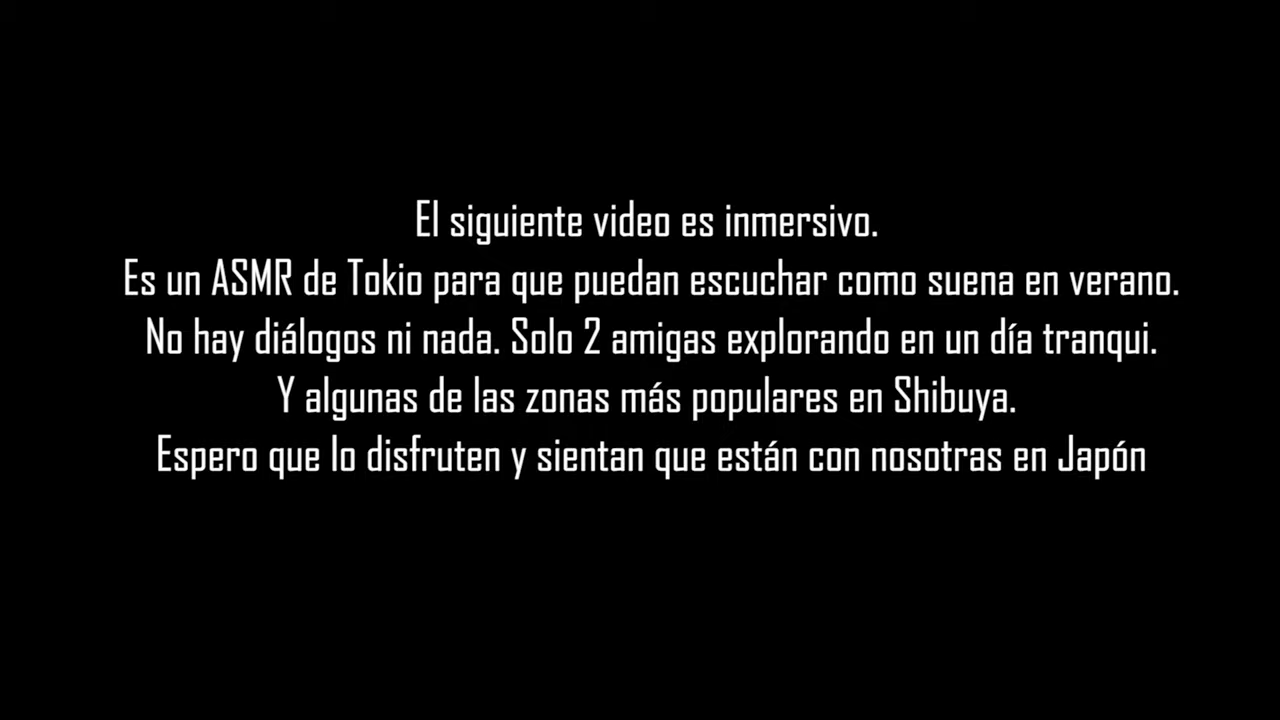 El siguiente video es inmersivo.
Es un ASMR de Tokio para que puedan escuchar como suena en verano.
No hay diálogos ni nada. Solo 2 amigas explorando en un día tranqui.
Y algunas de las zonas más populares en Shibuya.
Espero que lo disfruten y sientan que están con nosotras en Japón